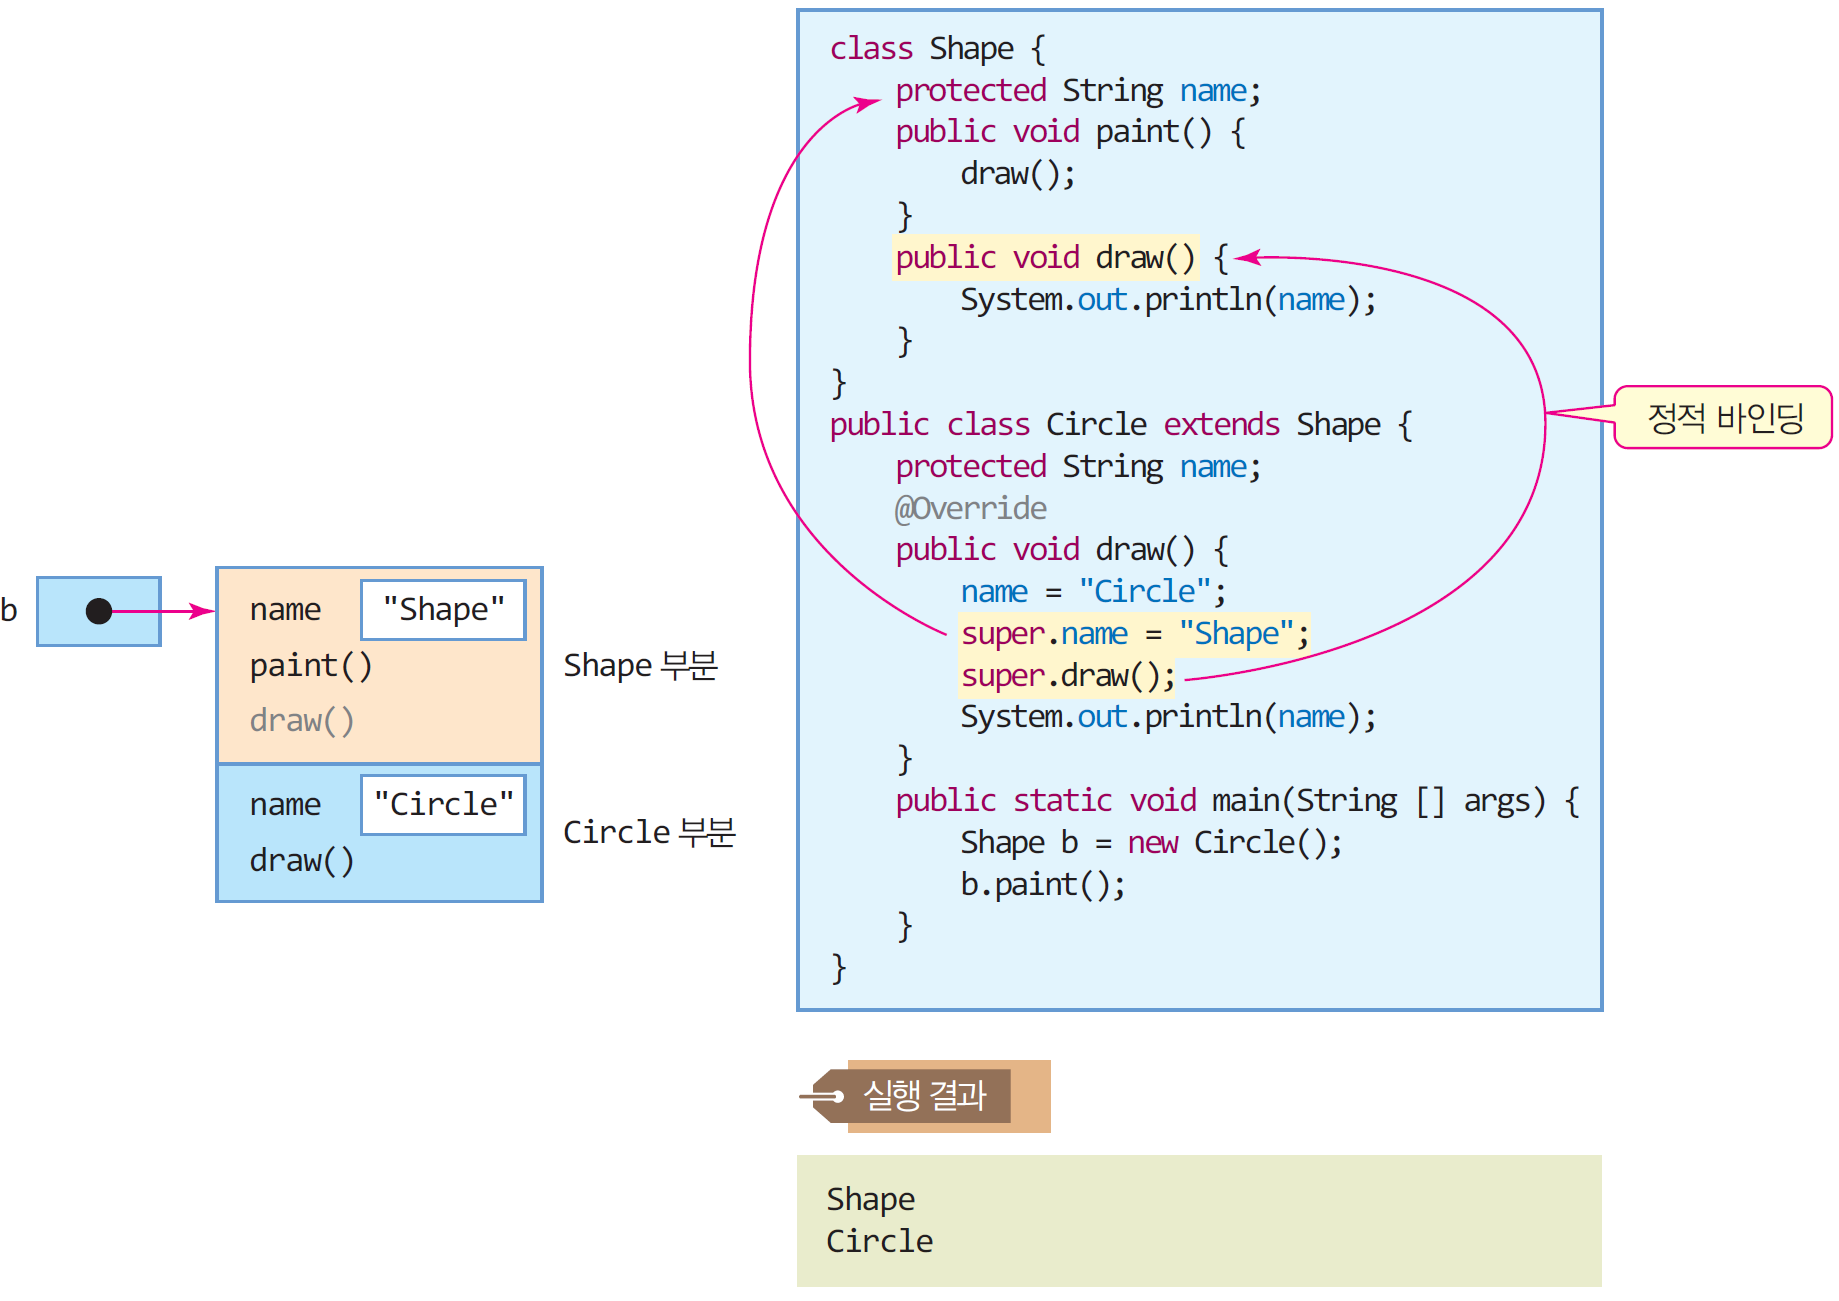 class Shape {
protected String name;
public void paint() {
draw();
}
public void draw() {
System.out.println(name);
}
}
public class Circle extends Shape {
protected String name;
@Override
public void draw() {
name = "Circle";
super.name = "Shape";
super.draw();
System.out.println(name);
}
public static void main(String [] args) {
Shape b = new Circle();
b.paint();
}
}
정적 바인딩
b
name "Shape"
paint()
draw()
Shape 부분
name "Circle"
draw()
Circle 부분
실행 결과
Shape
Circle